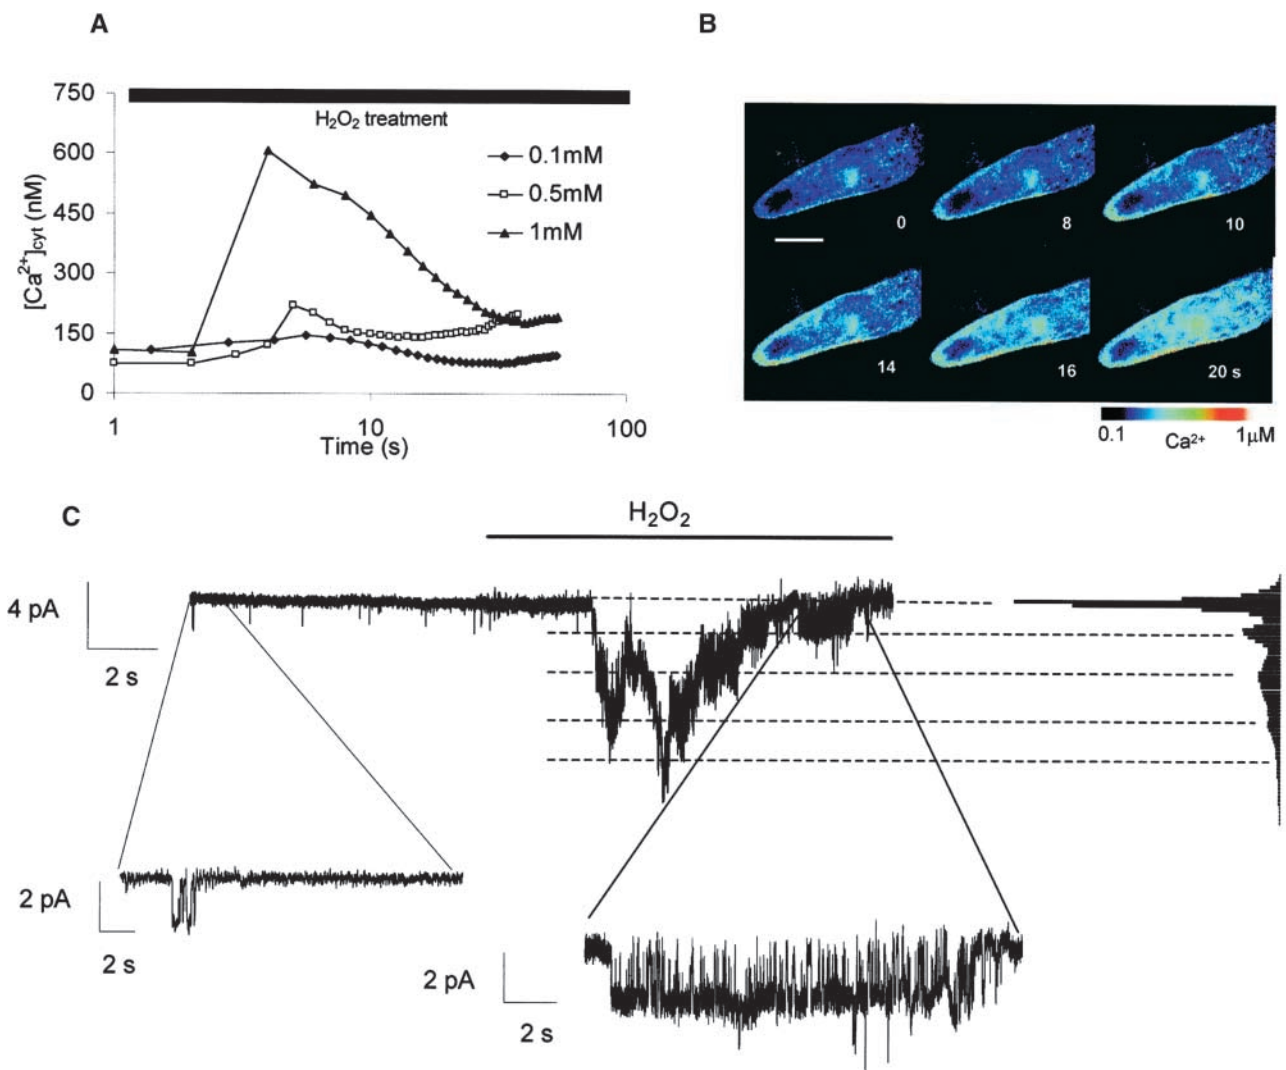 A
B
750
600
450
300
150
0
[Ca²⁺]cyt (nM)
H₂O₂ treatment
0.1mM
0.5mM
1mM
1
10
100
Time (s)
0
8
10
14
16
20 s
0.1
Ca²⁺
1µM
C
H₂O₂
4 pA
2 s
2 pA
2 s
2 pA
2 s